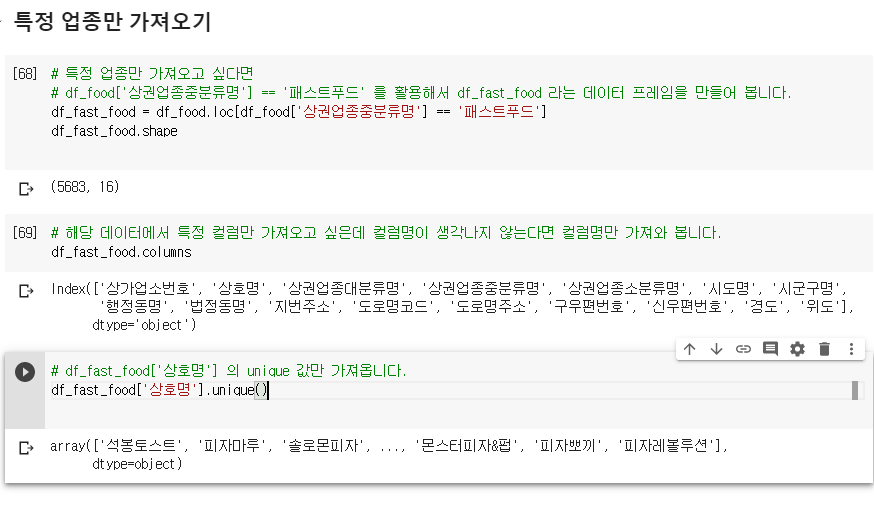 특정 업종만 가져오기
[68] # 특정 업종만 가져오고 싶다면
# df_food['상권업종중분류명'] == '패스트푸드' 를 활용해서 df_fast_food 라는 데이터 프레임을 만들어 봅니다.
df_fast_food = df_food.loc[df_food['상권업종중분류명'] == '패스트푸드']
df_fast_food.shape
(5683, 16)
[69] # 해당 데이터에서 특정 컬럼만 가져오고 싶은데 컬럼명이 생각나지 않는다면 컬럼명만 가져와 봅니다.
df_fast_food.columns
Index(['상가업소번호', '상호명', '상권업종대분류명', '상권업종중분류명', '상권업종소분류명', '시도명', '시군구명',
'행정동명', '법정동명', '지번주소', '도로명코드', '도로명주소', '구우편번호', '신우편번호', '경도', '위도'],
dtype='object')
# df_fast_food['상호명'] 의 unique 값만 가져옵니다.
df_fast_food['상호명'].unique()
array(['석봉토스트', '피자마루', '솔로몬피자', ..., '몬스터피자&펍', '피자뽀끼', '피자레볼루션'],
dtype=object)